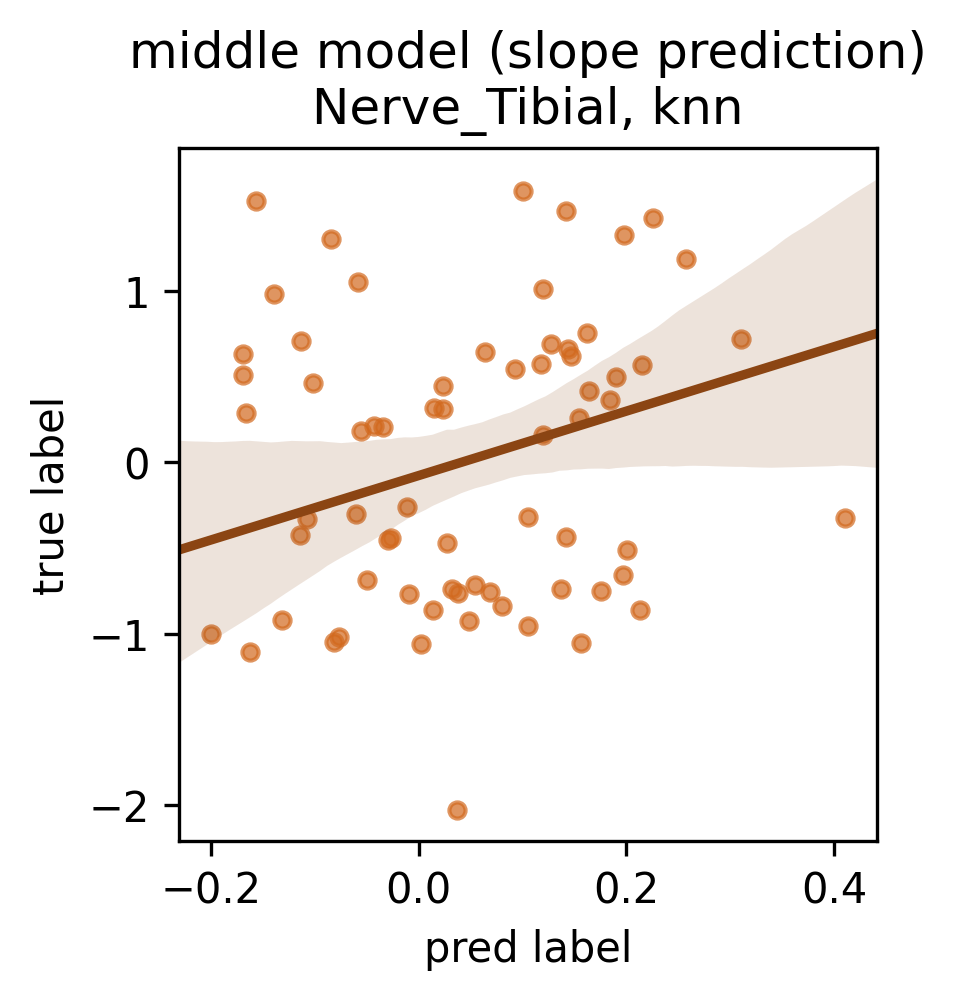 middle model (slope prediction)
Nerve_Tibial, knn
true label
1
0
−1
−2
−0.2
0.0
0.2
0.4
pred label